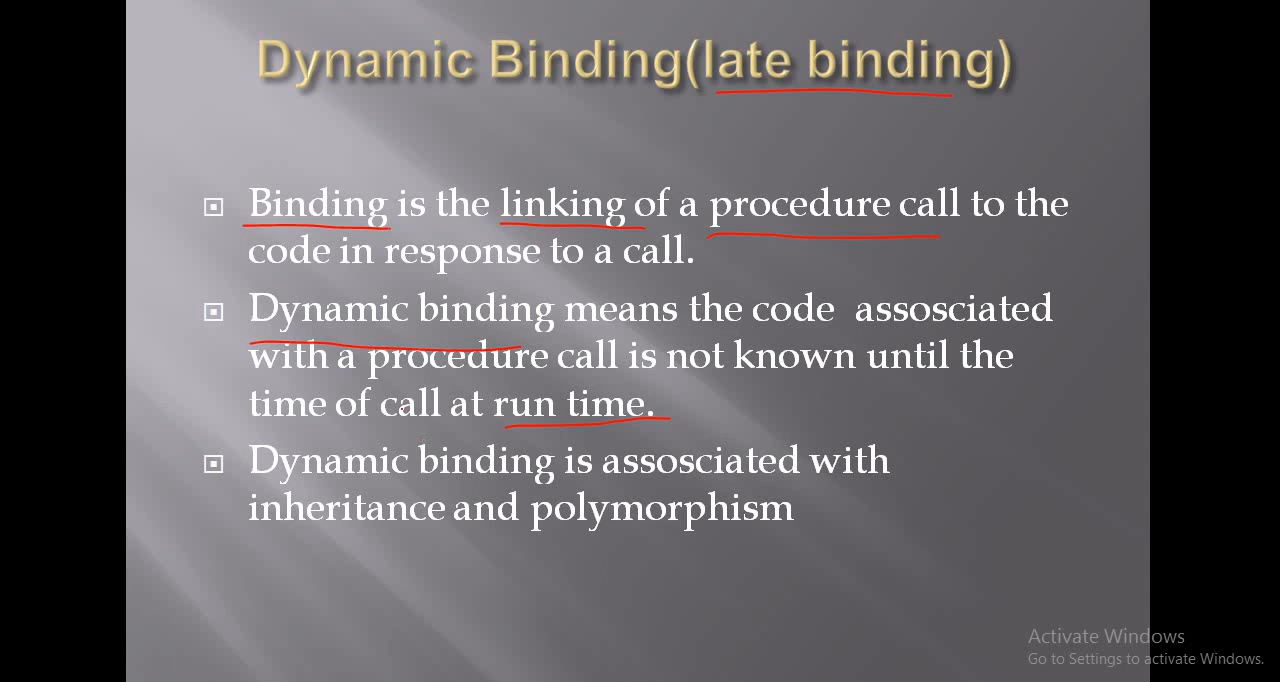 Dynamic Binding(late binding)
Binding is the linking of a procedure call to the
code in response to a call.
Dynamic binding means the code assosciated
with a procedure call is not known until the
time of call at run time.
Dynamic binding is assosciated with
inheritance and polymorphism
Activate Windows
Go to Settings to activate Windows.